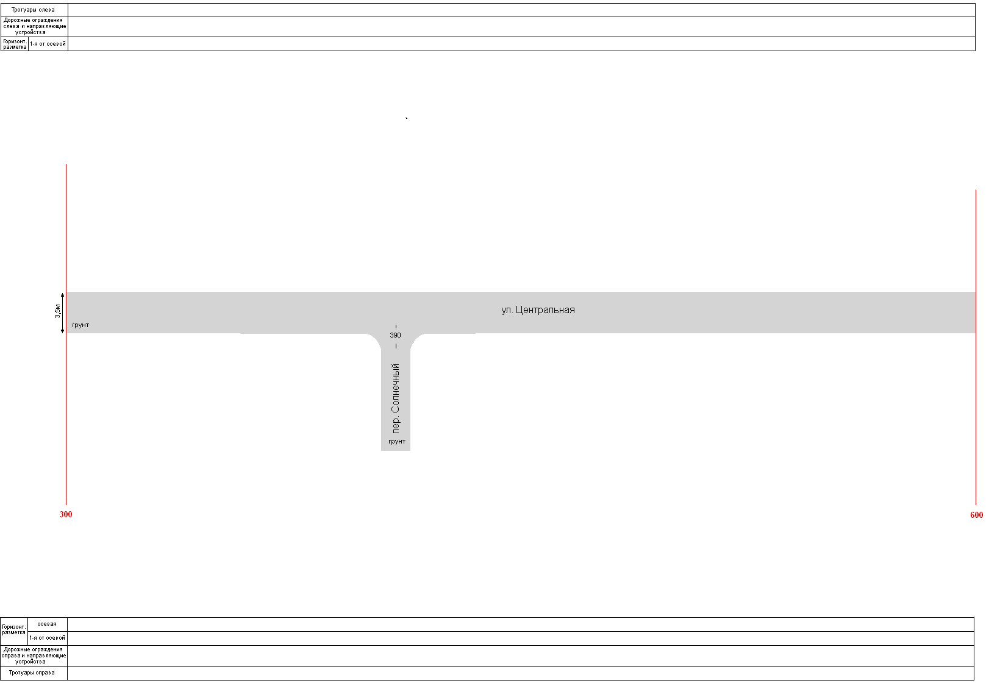 Тротуары слева
Дорожные ограждения
слева и направляющие
устройства
Горизонт.
разметка
1-я от осевой
ул. Центральная
3,5м
грунт
390
пер. Солнечный
грунт
300
600
Горизонт.
разметка
осевая
1-я от осевой
Дорожные ограждения
справа и направляющие
устройства
Тротуары справа